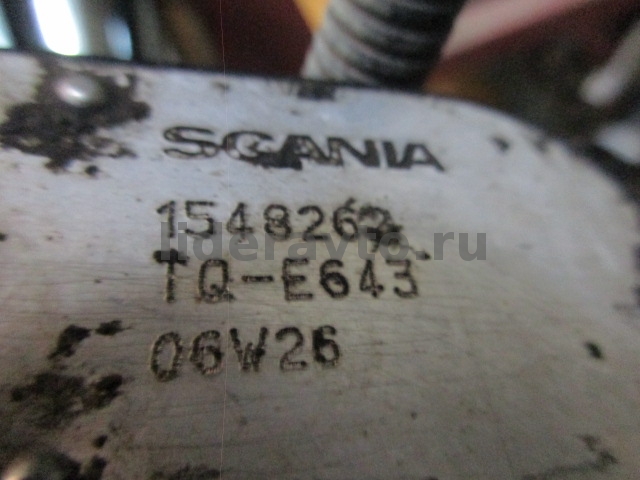 SCANIA
1548262
lideravto.ru
TQ-E643
06W26